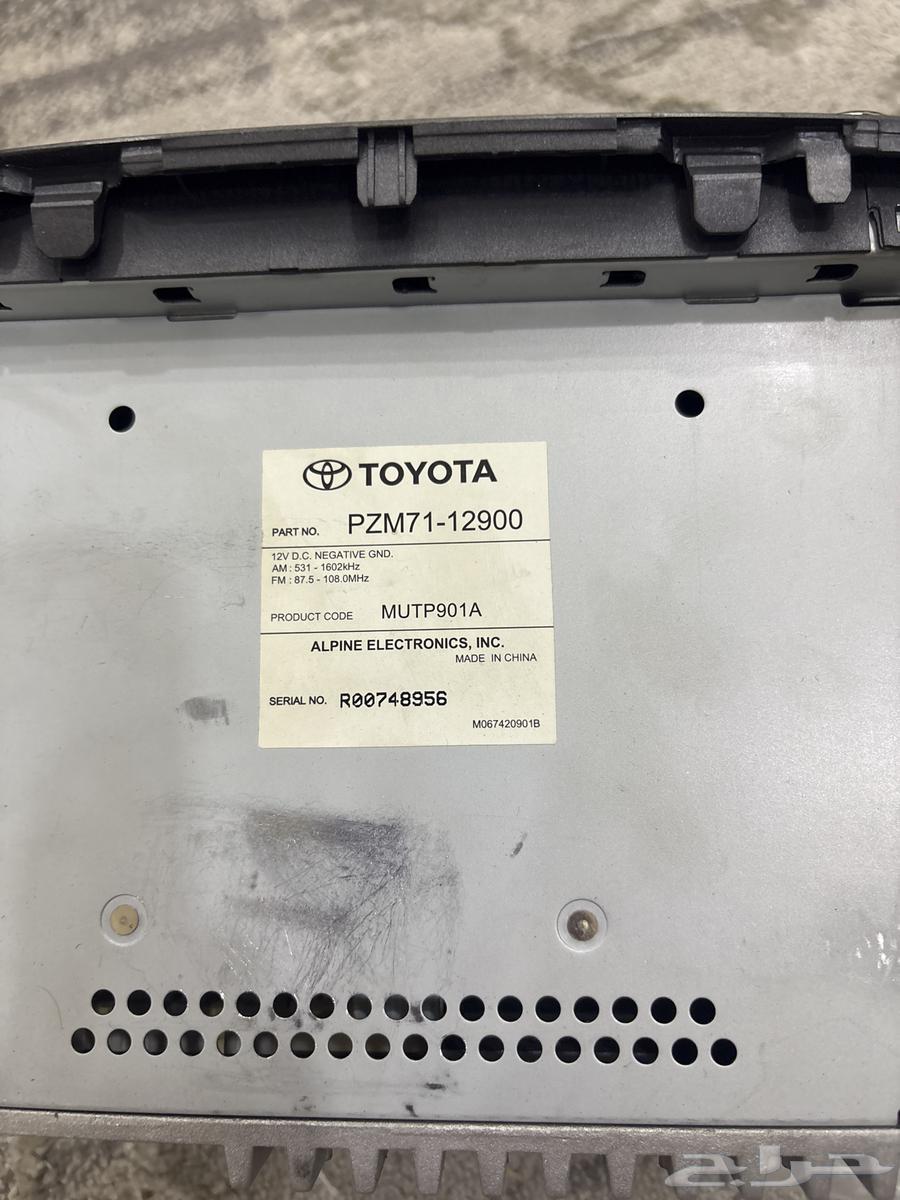 TOYOTA
PART NO. PZM71-12900
12V D.C. NEGATIVE GND.
AM : 531 - 1602kHz
FM : 87.5 - 108.0MHz
PRODUCT CODE MUTP901A
ALPINE ELECTRONICS, INC.
MADE IN CHINA
SERIAL NO. R00748956
M067420901B
حراج